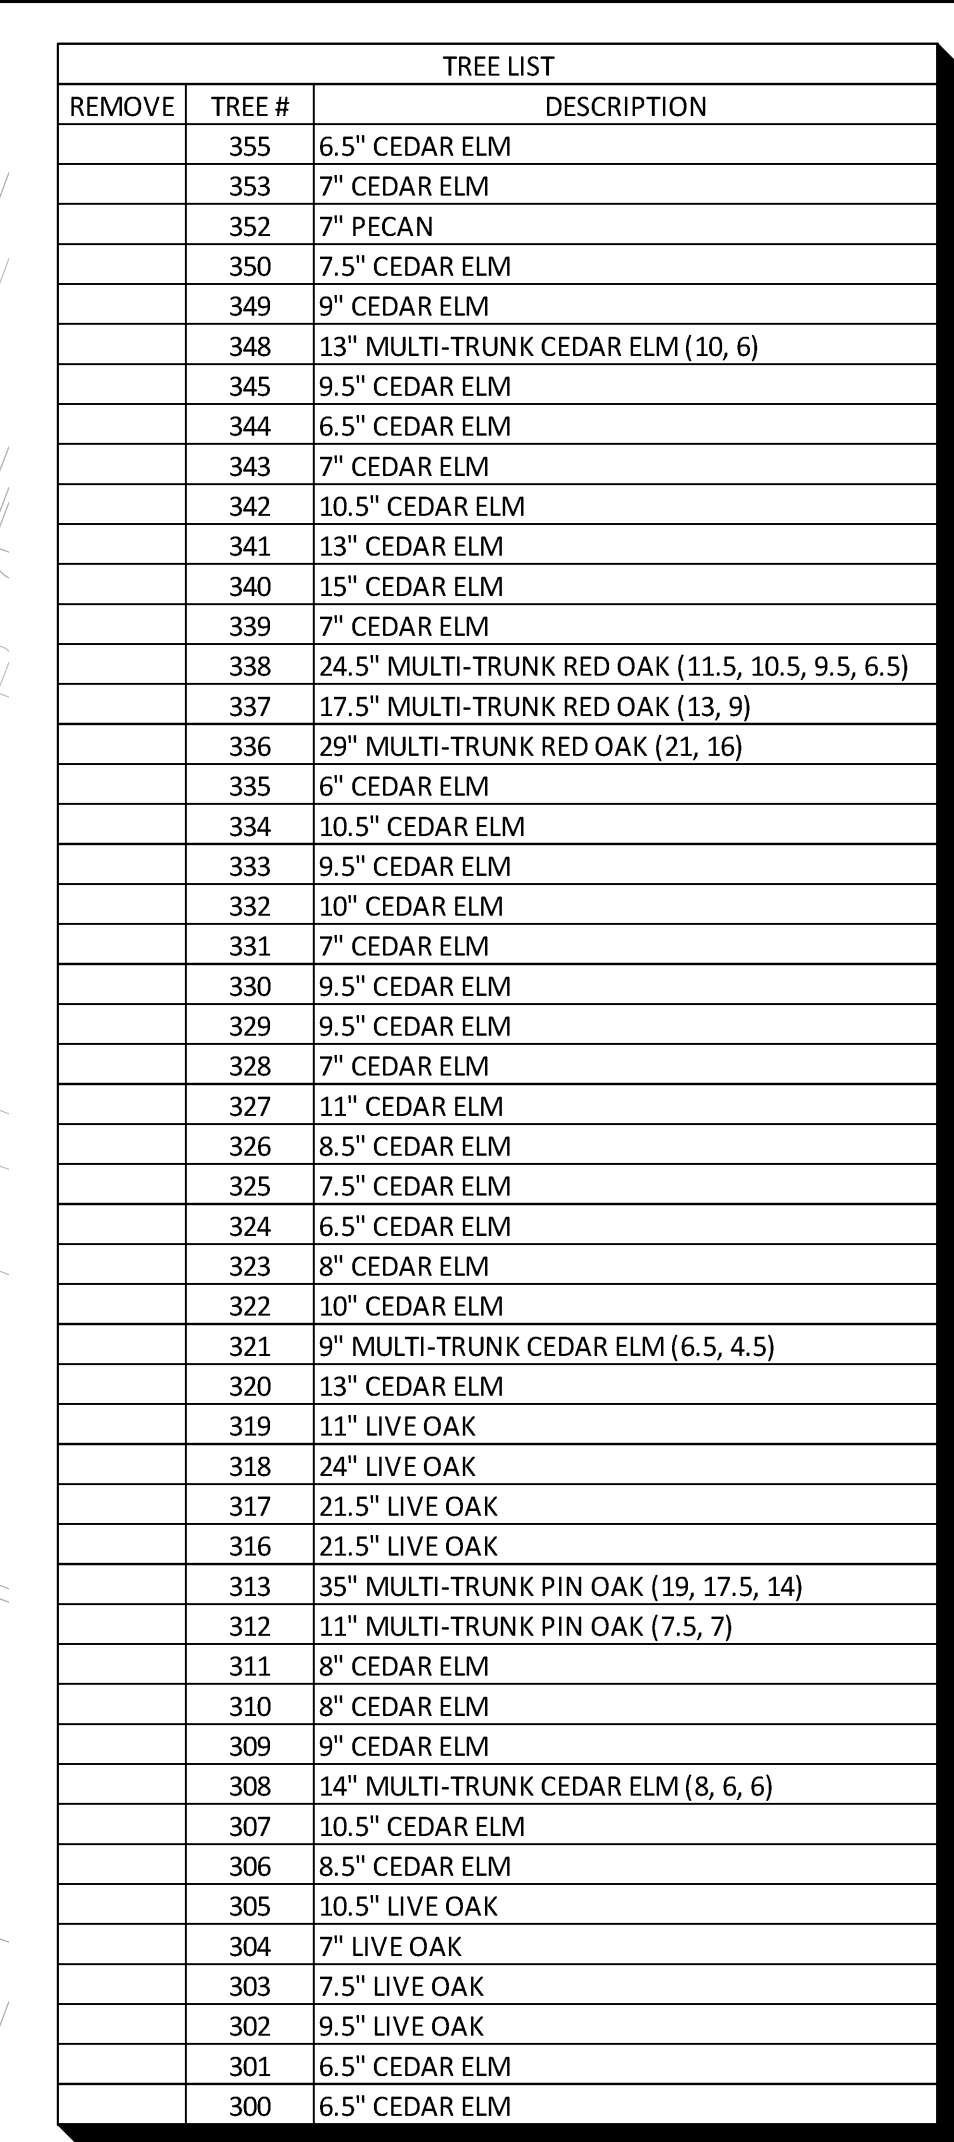 TREE LIST
REMOVE TREE # DESCRIPTION
355 6.5" CEDAR ELM
353 7" CEDAR ELM
352 7" PECAN
350 7.5" CEDAR ELM
349 9" CEDAR ELM
348 13" MULTI-TRUNK CEDAR ELM (10, 6)
345 9.5" CEDAR ELM
344 6.5" CEDAR ELM
343 7" CEDAR ELM
342 10.5" CEDAR ELM
341 13" CEDAR ELM
340 15" CEDAR ELM
339 7" CEDAR ELM
338 24.5" MULTI-TRUNK RED OAK (11.5, 10.5, 9.5, 6.5)
337 17.5" MULTI-TRUNK RED OAK (13, 9)
336 29" MULTI-TRUNK RED OAK (21, 16)
335 6" CEDAR ELM
334 10.5" CEDAR ELM
333 9.5" CEDAR ELM
332 10" CEDAR ELM
331 7" CEDAR ELM
330 9.5" CEDAR ELM
329 9.5" CEDAR ELM
328 7" CEDAR ELM
327 11" CEDAR ELM
326 8.5" CEDAR ELM
325 7.5" CEDAR ELM
324 6.5" CEDAR ELM
323 8" CEDAR ELM
322 10" CEDAR ELM
321 9" MULTI-TRUNK CEDAR ELM (6.5, 4.5)
320 13" CEDAR ELM
319 11" LIVE OAK
318 24" LIVE OAK
317 21.5" LIVE OAK
316 21.5" LIVE OAK
313 35" MULTI-TRUNK PIN OAK (19, 17.5, 14)
312 11" MULTI-TRUNK PIN OAK (7.5, 7)
311 8" CEDAR ELM
310 8" CEDAR ELM
309 9" CEDAR ELM
308 14" MULTI-TRUNK CEDAR ELM (8, 6, 6)
307 10.5" CEDAR ELM
306 8.5" CEDAR ELM
305 10.5" LIVE OAK
304 7" LIVE OAK
303 7.5" LIVE OAK
302 9.5" LIVE OAK
301 6.5" CEDAR ELM
300 6.5" CEDAR ELM